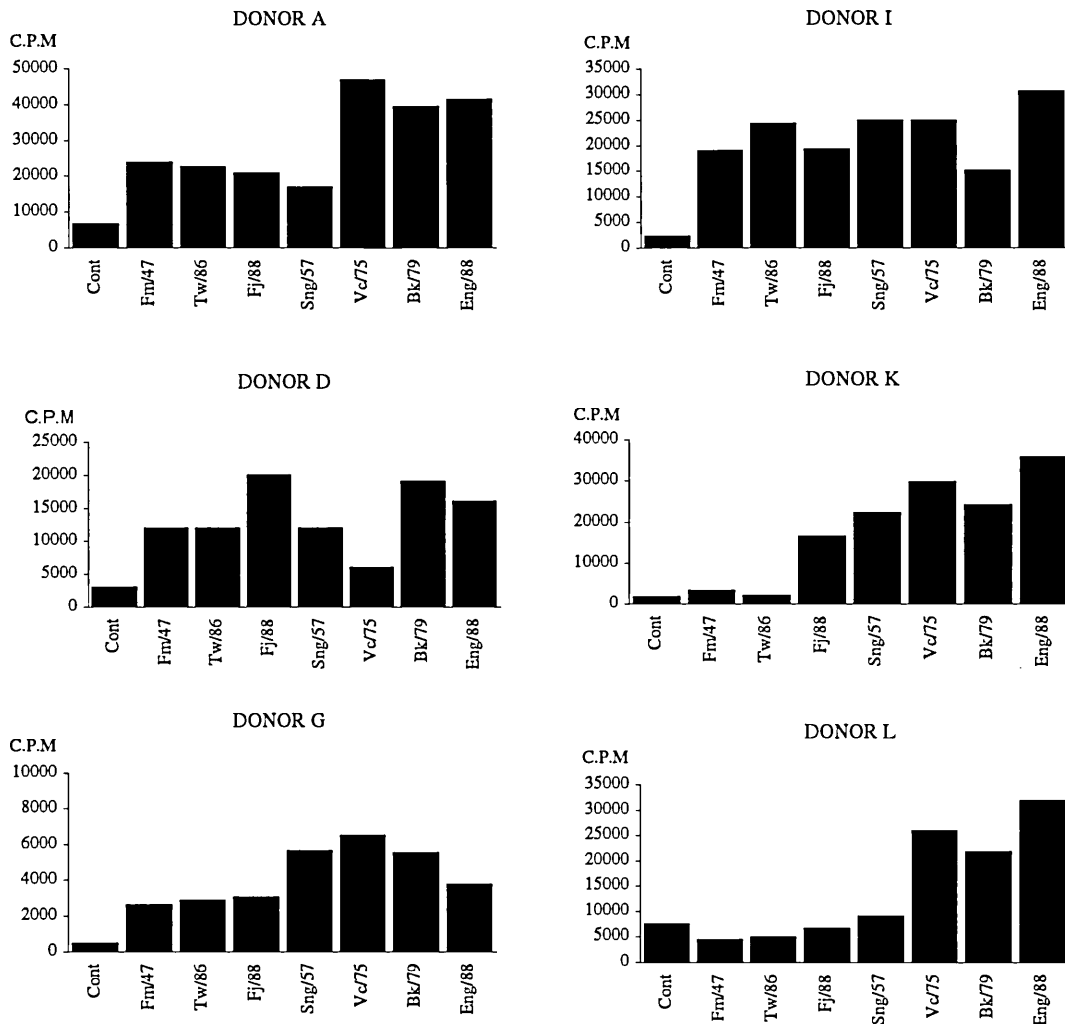 DONOR A
C.P.M
50000
40000
30000
20000
10000
0
Cont
Fm/47
Tw/86
Fj/88
Sng/57
Vc/75
Bk/79
Eng/88
DONOR I
C.P.M
35000
30000
25000
20000
15000
10000
5000
0
Cont
Fm/47
Tw/86
Fj/88
Sng/57
Vc/75
Bk/79
Eng/88
DONOR D
C.P.M
25000
20000
15000
10000
5000
0
Cont
Fm/47
Tw/86
Fj/88
Sng/57
Vc/75
Bk/79
Eng/88
DONOR K
C.P.M
40000
30000
20000
10000
0
Cont
Fm/47
Tw/86
Fj/88
Sng/57
Vc/75
Bk/79
Eng/88
DONOR G
C.P.M
10000
8000
6000
4000
2000
0
Cont
Fm/47
Tw/86
Fj/88
Sng/57
Vc/75
Bk/79
Eng/88
DONOR L
C.P.M
35000
30000
25000
20000
15000
10000
5000
0
Cont
Fm/47
Tw/86
Fj/88
Sng/57
Vc/75
Bk/79
Eng/88